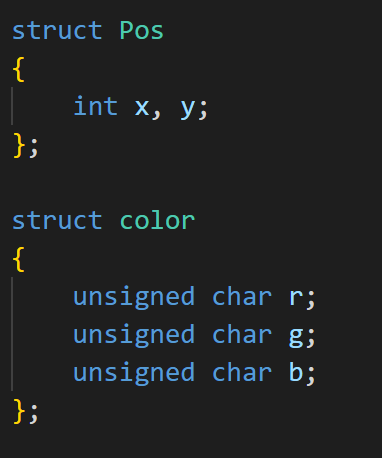 struct Pos
{
    int x, y;
};

struct color
{
    unsigned char r;
    unsigned char g;
    unsigned char b;
};